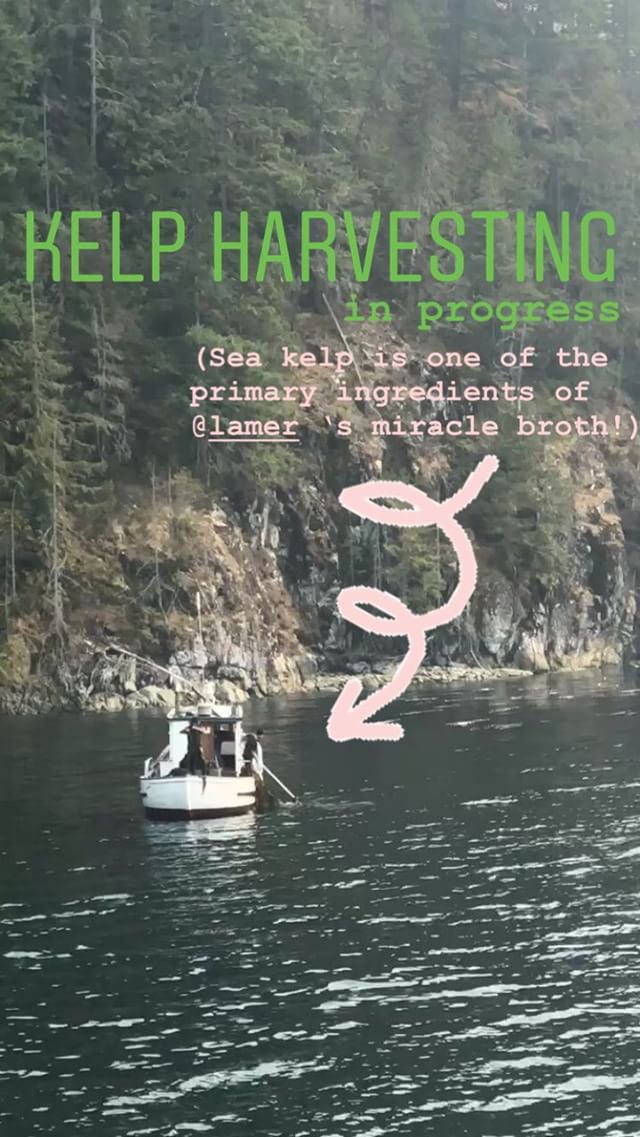 KELP HARVESTING
in progress
(Sea kelp is one of the
primary ingredients of
@lamer 's miracle broth!)